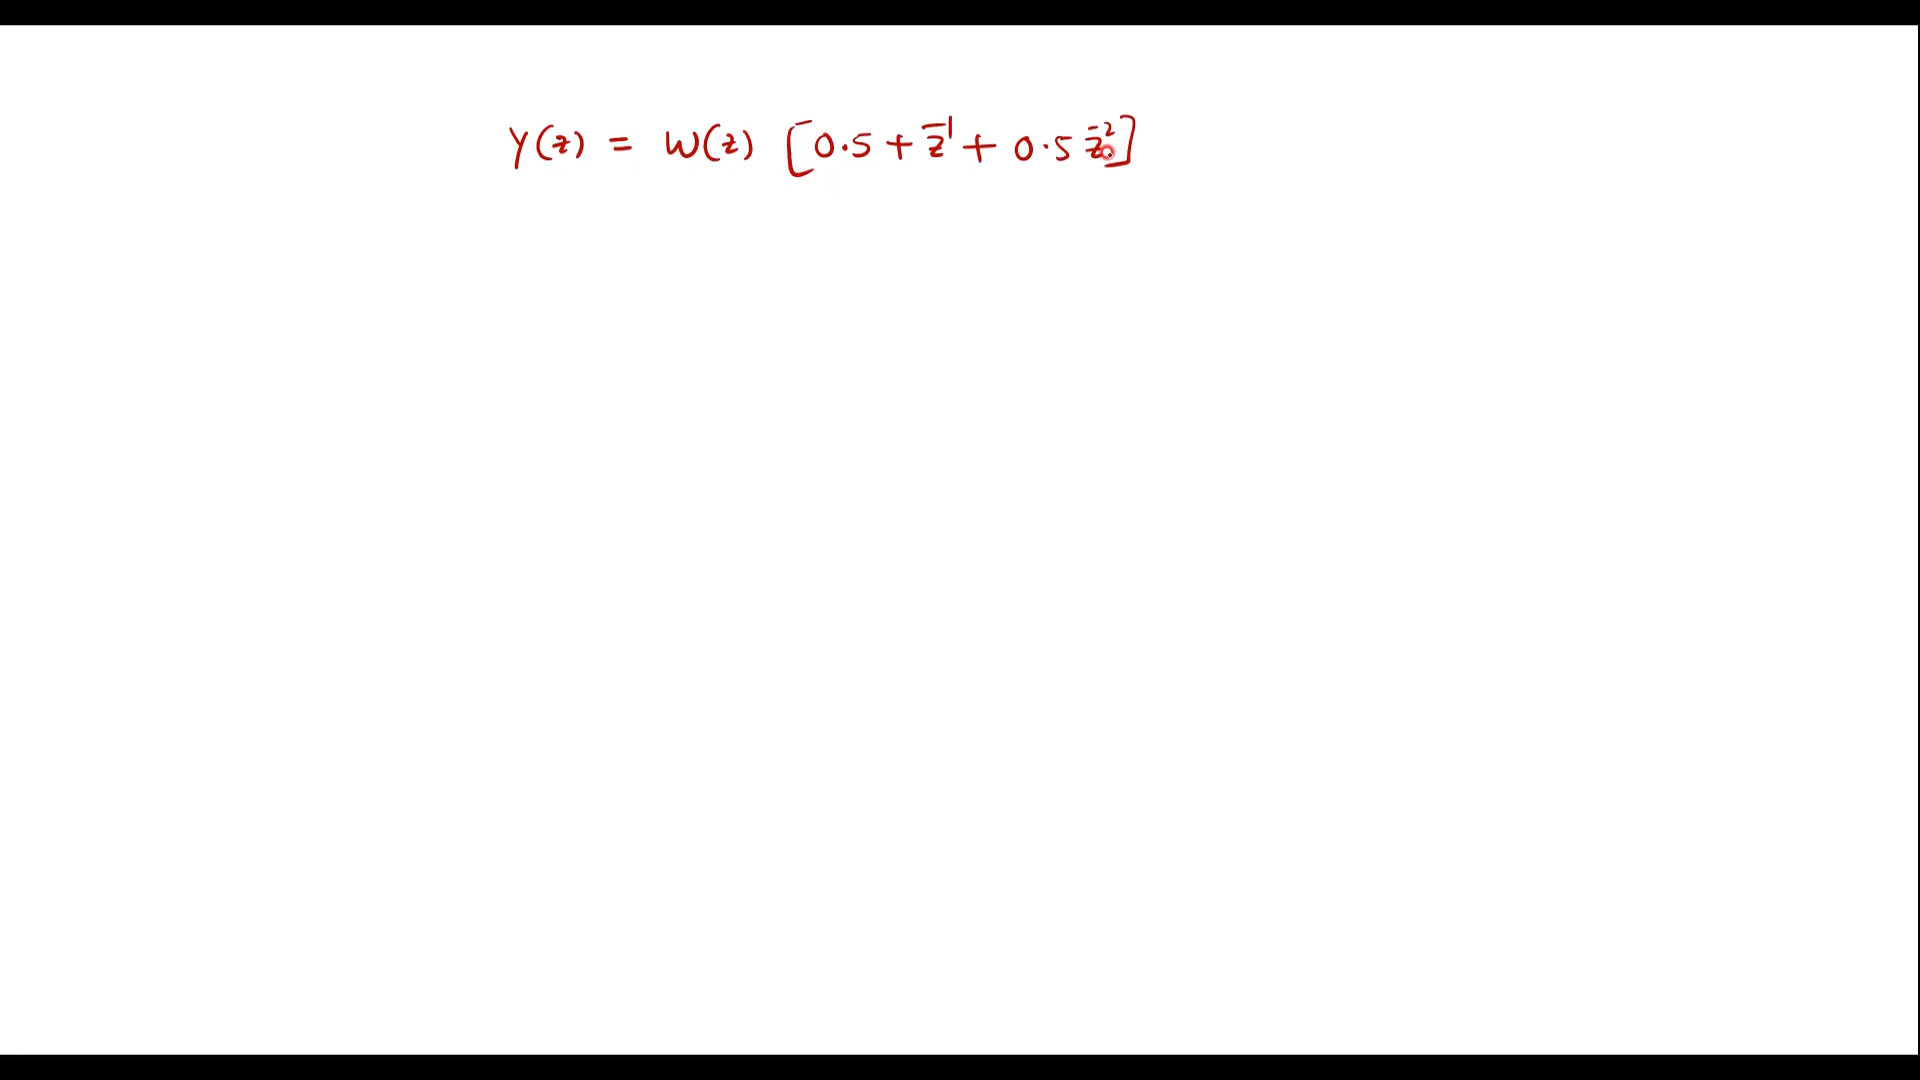 Y(z) = W(z) [0.5 + z⁻¹ + 0.5 z⁻²]